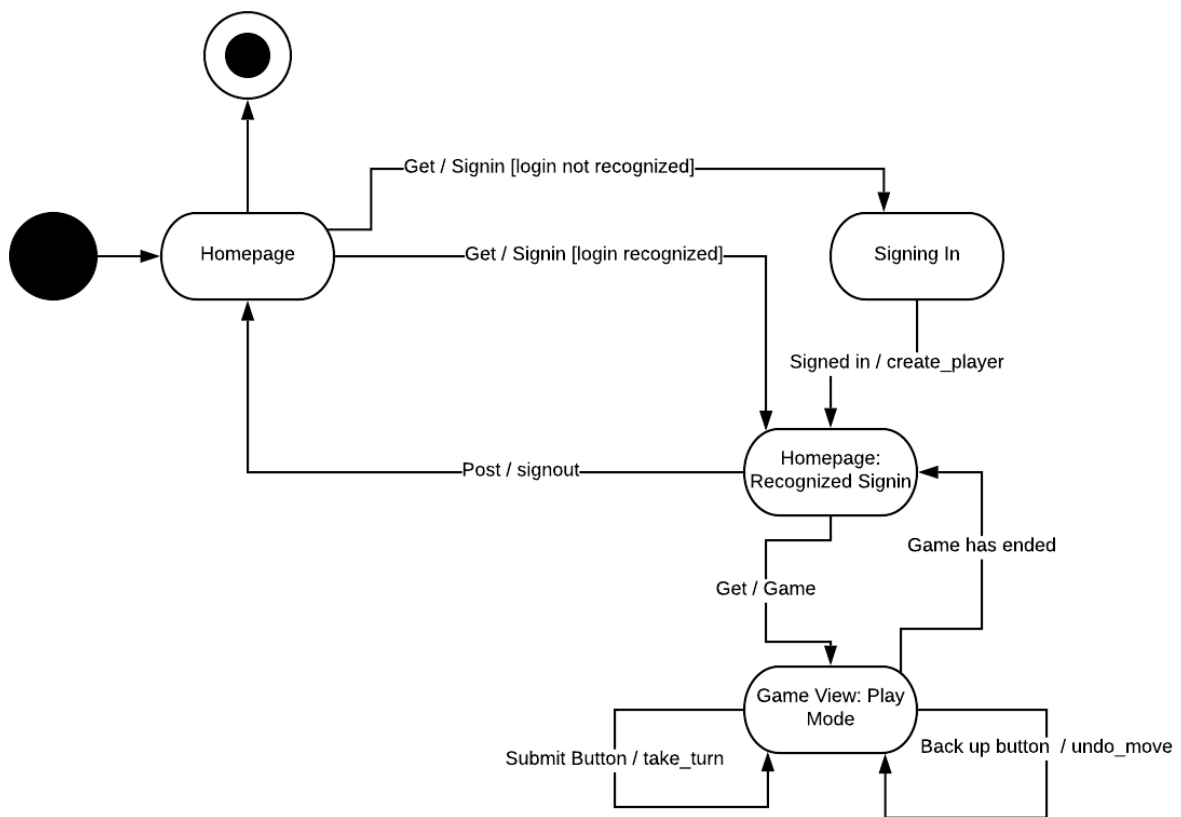 Get / Signin [login not recognized]
Homepage
Get / Signin [login recognized]
Signing In
Signed in / create_player
Homepage:
Recognized Signin
Post / signout
Game has ended
Get / Game
Game View: Play
Mode
Submit Button / take_turn
Back up button  / undo_move